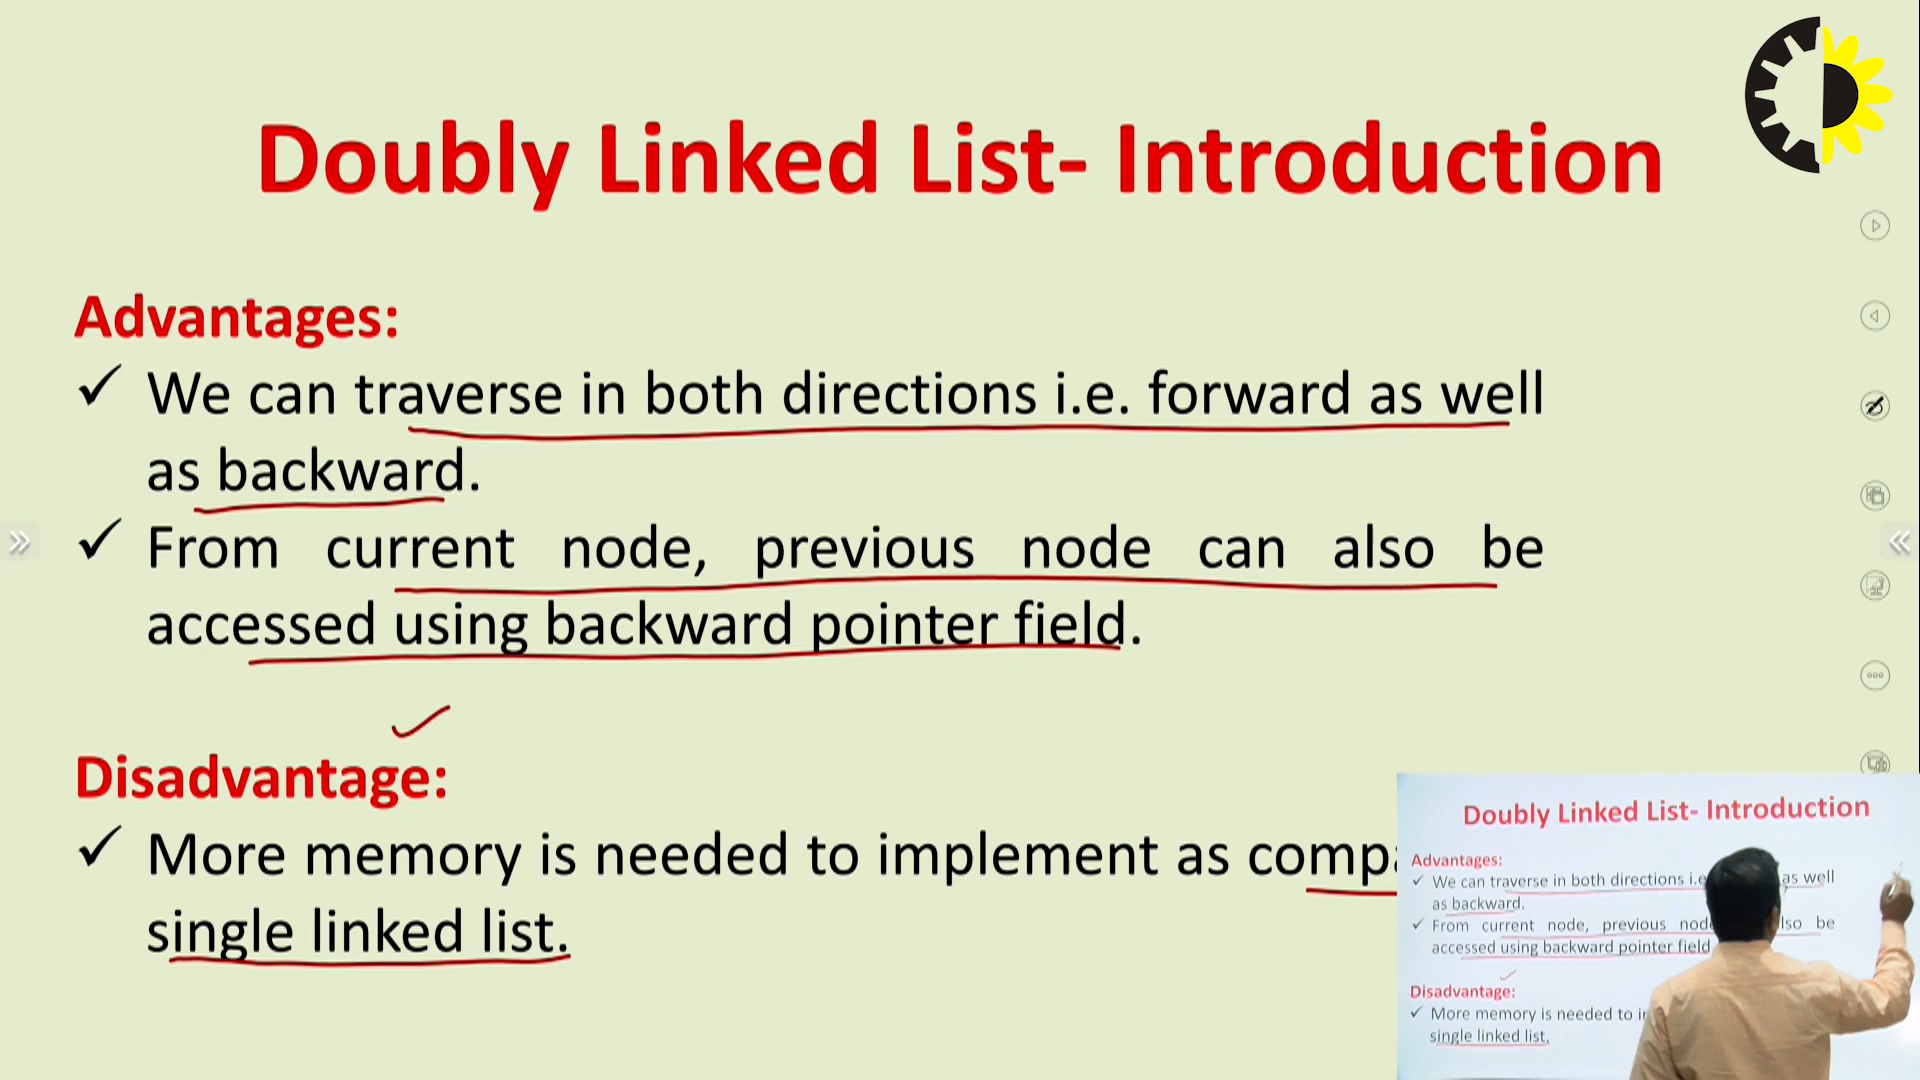 Doubly Linked List- Introduction
Advantages:
✓ We can traverse in both directions i.e. forward as well
as backward.
✓ From current node, previous node can also be
accessed using backward pointer field.
Disadvantage:
✓ More memory is needed to implement as
single linked list.
Doubly Linked List- Introduction
Advantages:
✓ We can traverse in both directions as well
as backward.
✓ From current node, previous be
accessed using backward pointer field
Disadvantage:
✓ More memory is needed to
single linked list.